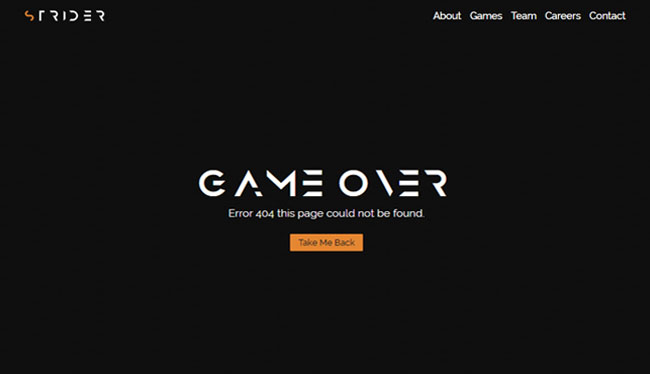 STRIDER
About Games Team Careers Contact
GAME OVER
Error 404 this page could not be found.
Take Me Back